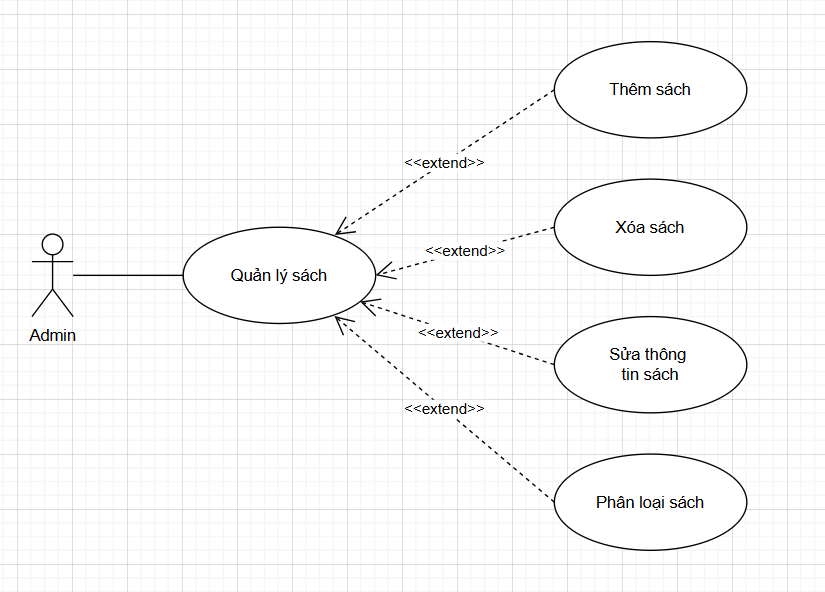 Thêm sách
<<extend>>
Xóa sách
<<extend>>
Quản lý sách
Admin
<<extend>>
Sửa thông
tin sách
<<extend>>
Phân loại sách